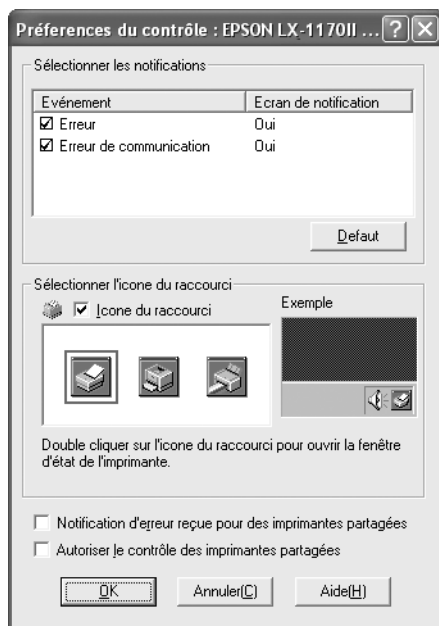 Préferences du contrôle : EPSON LX-1170II ...
Sélectionner les notifications
Evénement Ecran de notification
Erreur Oui
Erreur de communication Oui
Defaut
Sélectionner l'icone du raccourci
Icone du raccourci Exemple
Double cliquer sur l'icone du raccourci pour ouvrir la fenêtre
d'état de l'imprimante.
Notification d'erreur reçue pour des imprimantes partagées
Autoriser le contrôle des imprimantes partagées
OK Annuler(C) Aide(H)